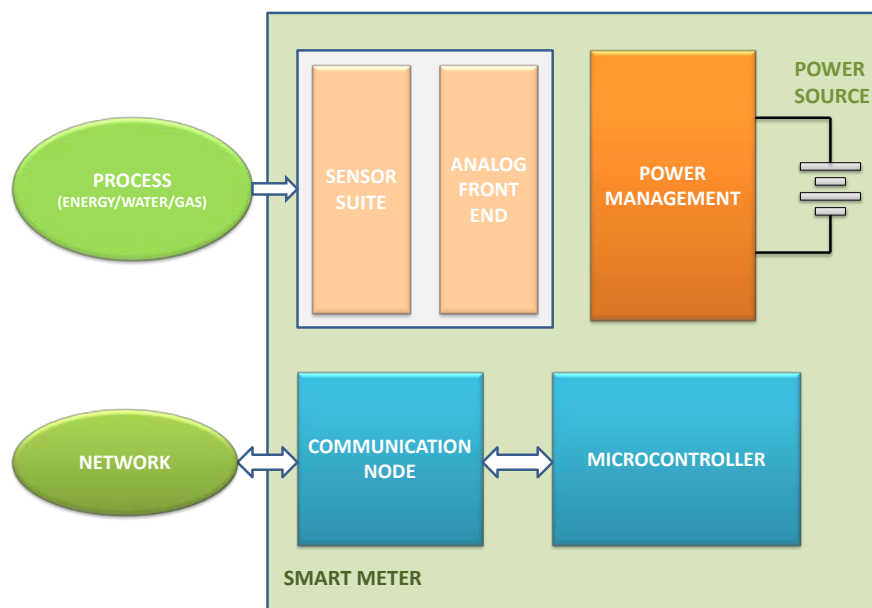 POWER
SOURCE
PROCESS
(ENERGY/WATER/GAS)
SENSOR
SUITE
ANALOG
FRONT
END
POWER
MANAGEMENT
NETWORK
COMMUNICATION
NODE
MICROCONTROLLER
SMART METER